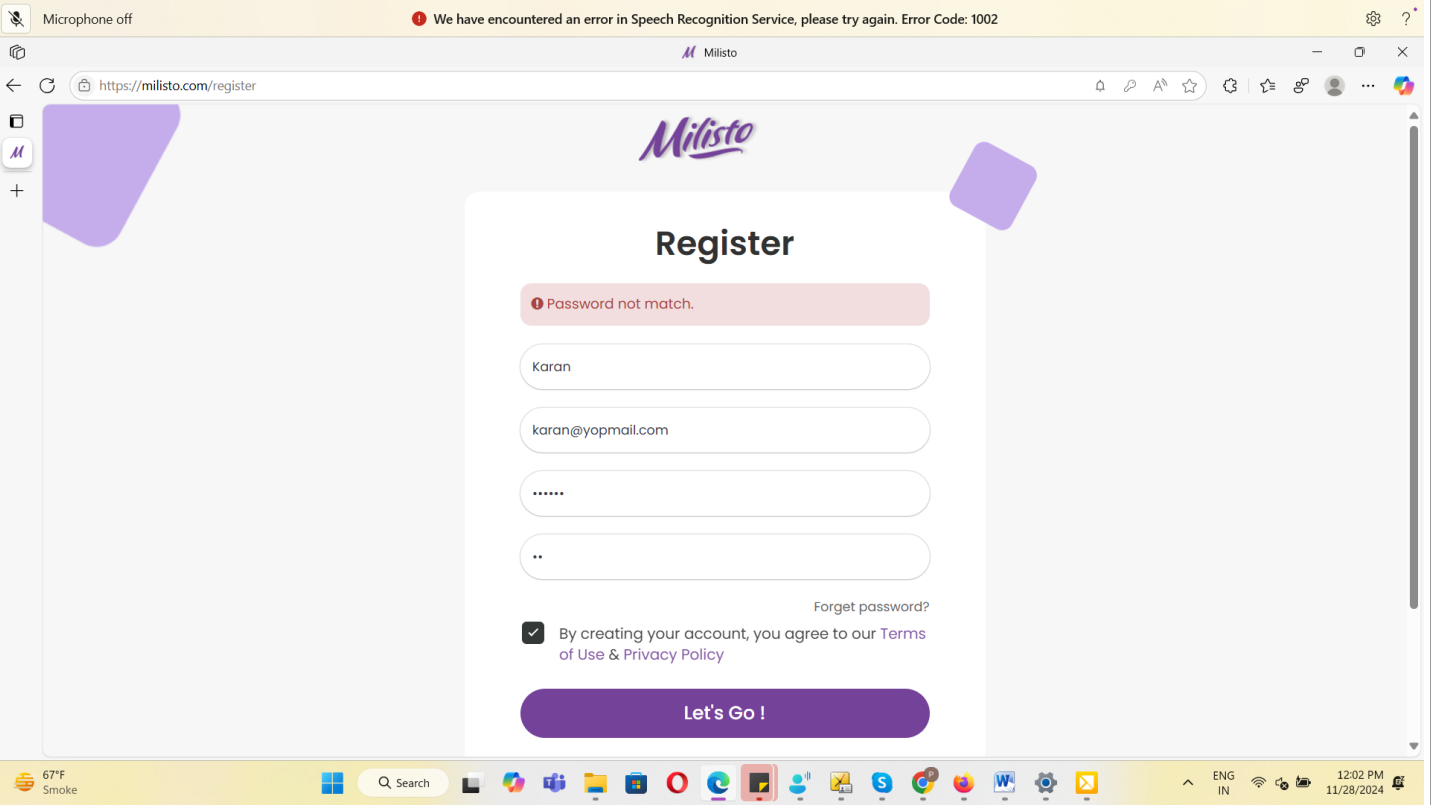 Microphone off
We have encountered an error in Speech Recognition Service, please try again. Error Code: 1002
?
Milisto
https://milisto.com/register
Milisto
Register
Password not match.
Karan
karan@yopmail.com
••••••
••
Forget password?
By creating your account, you agree to our Terms
of Use & Privacy Policy
Let's Go !
67°F
Smoke
Search
P
ENG
IN
12:02 PM
11/28/2024